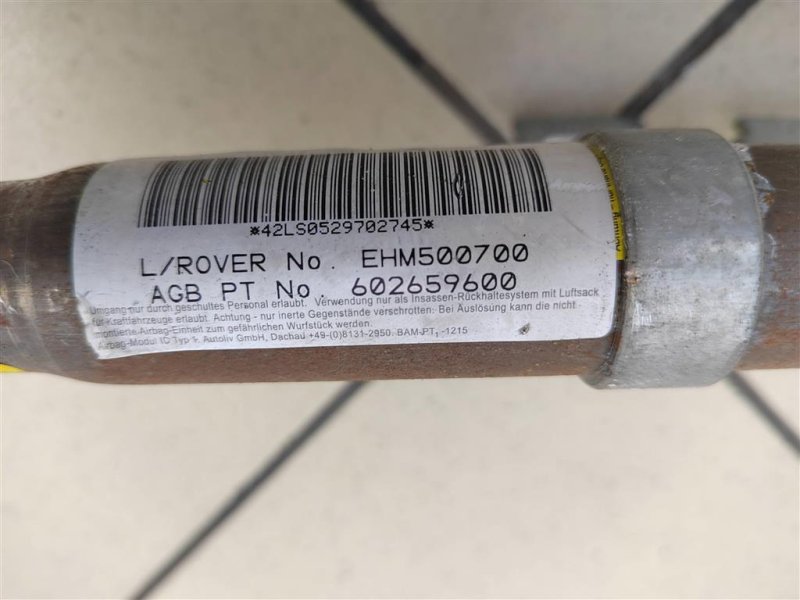 *42LS0529702745*
L/ROVER No EHM500700
AGB PT No 602659600
Umgang nur durch geschultes Personal erlaubt. Verwendung nur als Insassen-Rückhaltesystem mit Luftsack
für Kraftfahrzeuge erlaubt. Achtung - nur inerte Gegenstände verschrotten: Bei Auslösung kann die nicht
montierte Airbag-Einheit zum gefährlichen Wurfstück werden.
Airbag-Modul IC Typ 1. Autoliv GmbH, Dachau +49-(0)8131-2950. BAM-PT₁ -1215